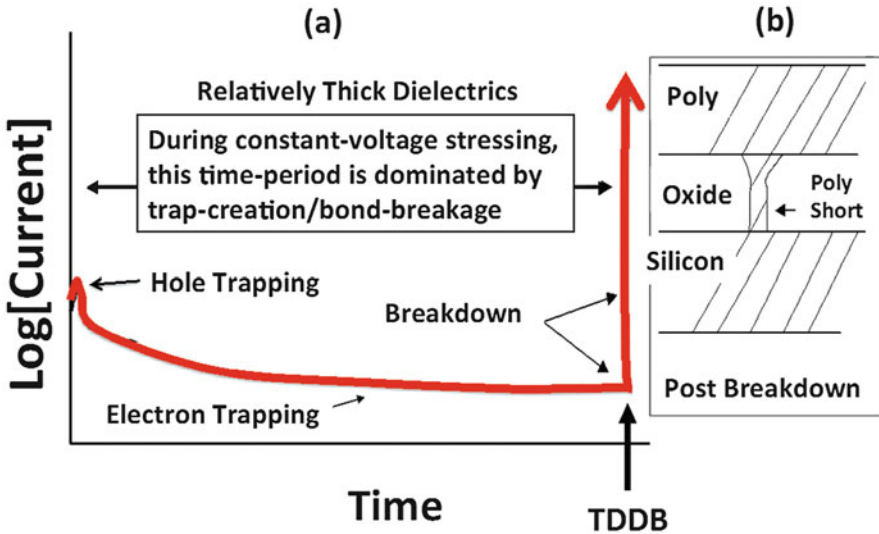 (a)
(b)
Relatively Thick Dielectrics
During constant-voltage stressing,
this time-period is dominated by
trap-creation/bond-breakage
Log[Current]
Hole Trapping
Breakdown
Electron Trapping
Time
TDDB
Poly
Oxide
Poly
Short
Silicon
Post Breakdown